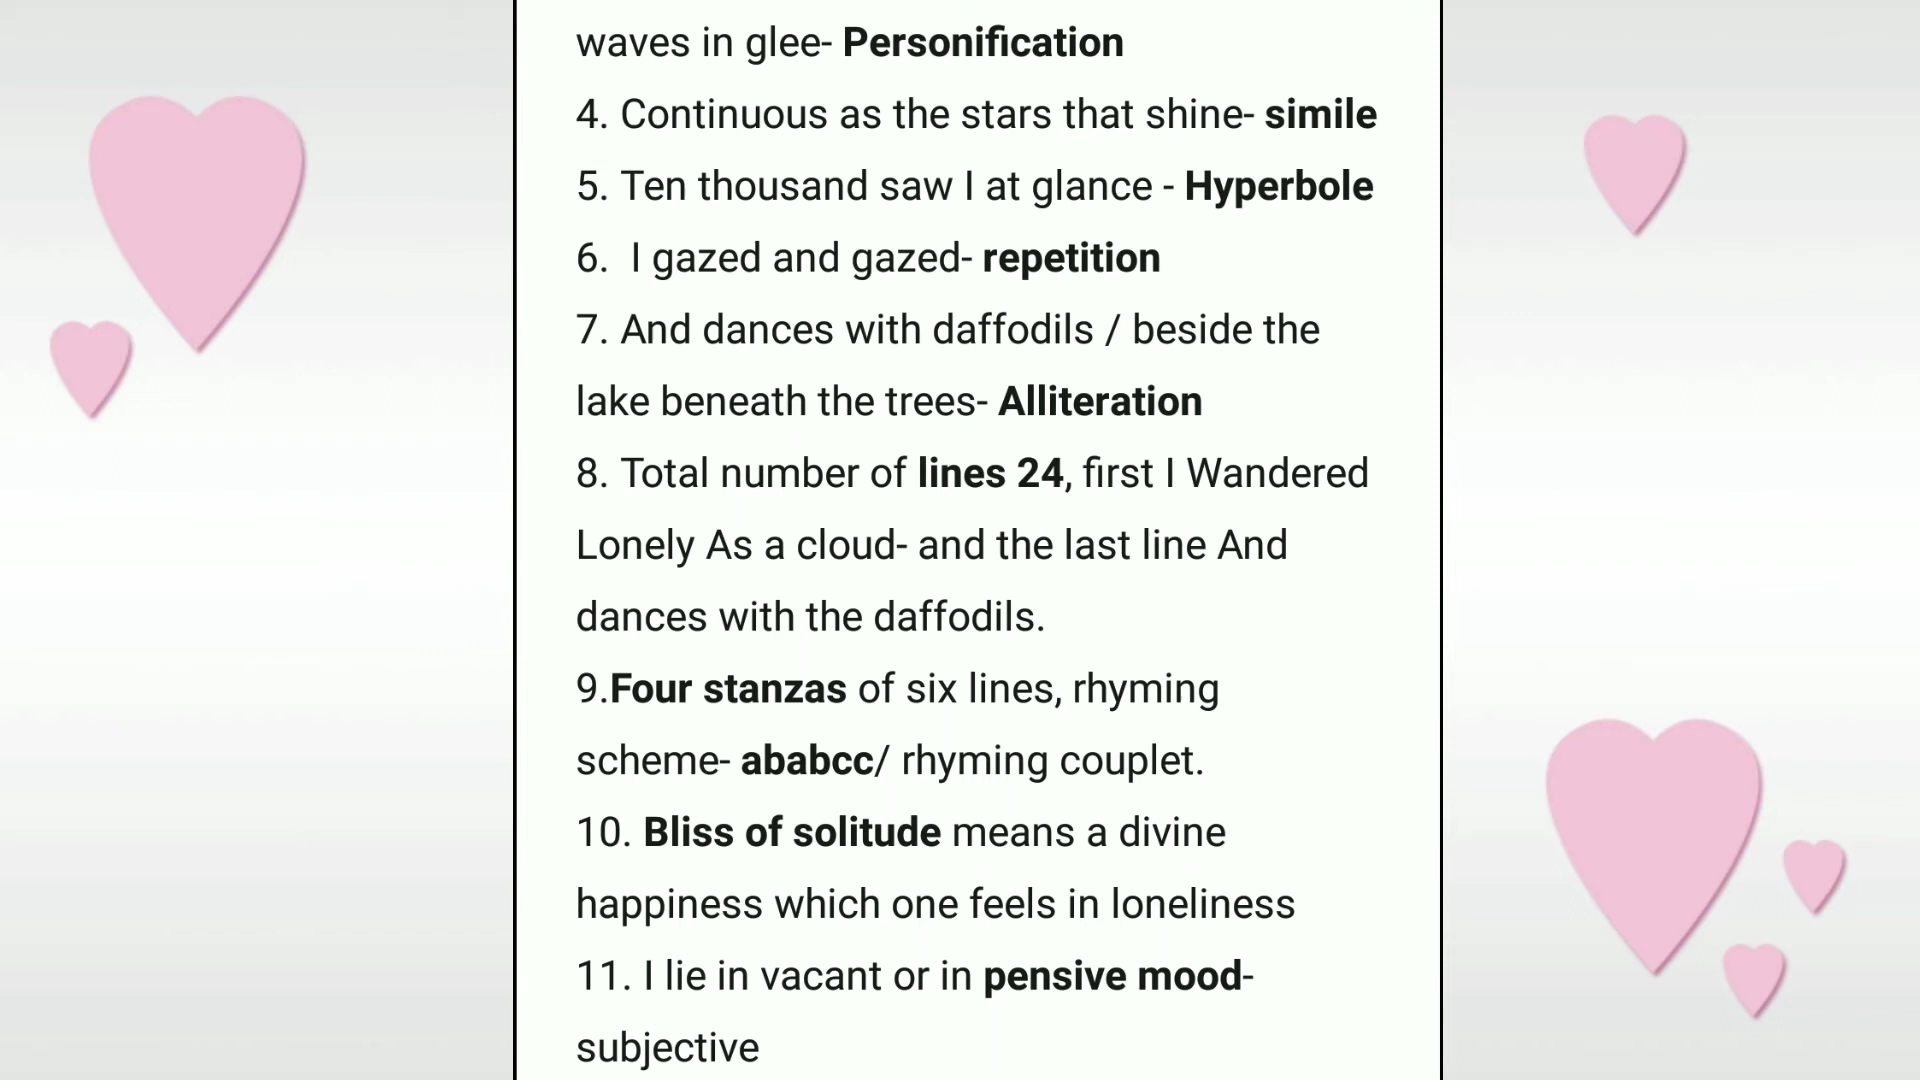 waves in glee- Personification
4. Continuous as the stars that shine- simile
5. Ten thousand saw I at glance - Hyperbole
6.  I gazed and gazed- repetition
7. And dances with daffodils / beside the
lake beneath the trees- Alliteration
8. Total number of lines 24, first I Wandered
Lonely As a cloud- and the last line And
dances with the daffodils.
9.Four stanzas of six lines, rhyming
scheme- ababcc/ rhyming couplet.
10. Bliss of solitude means a divine
happiness which one feels in loneliness
11. I lie in vacant or in pensive mood-
subjective